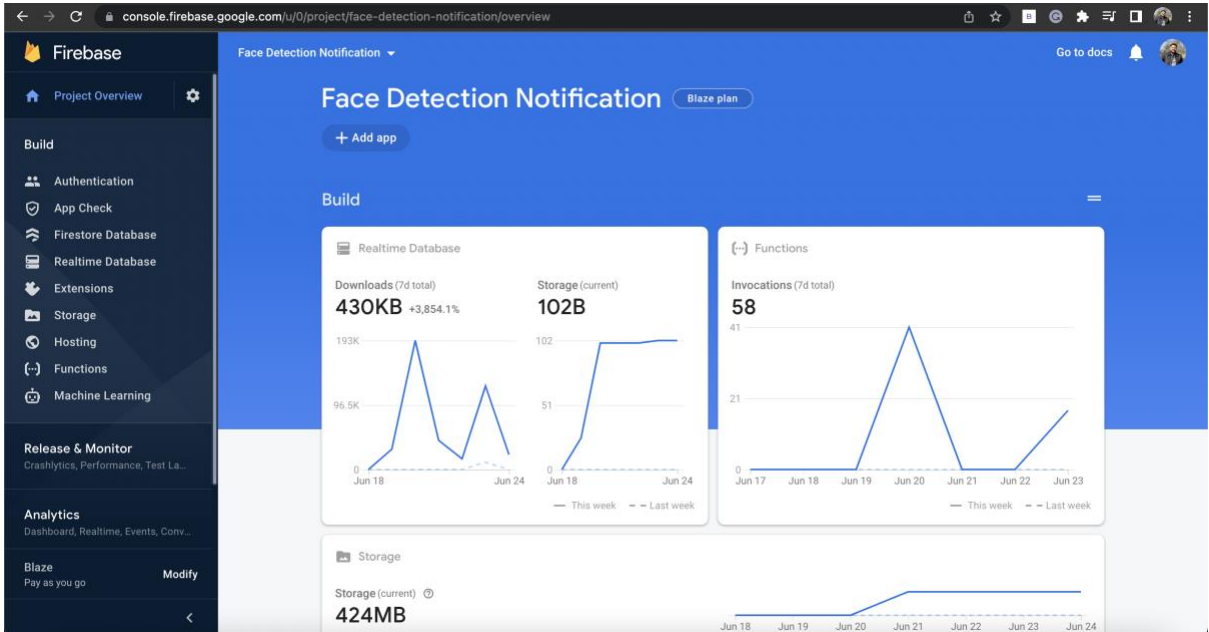 console.firebase.google.com/u/0/project/face-detection-notification/overview
Firebase
Project Overview
Build
Authentication
App Check
Firestore Database
Realtime Database
Extensions
Storage
Hosting
Functions
Machine Learning
Release & Monitor
Crashlytics, Performance, Test La...
Analytics
Dashboard, Realtime, Events, Conv...
Blaze
Pay as you go
Modify
Face Detection Notification
Go to docs
Face Detection Notification Blaze plan
+ Add app
Build
Realtime Database
Downloads (7d total)
430KB +3,854.1%
193K
96.5K
0
Jun 18 Jun 24
Storage (current)
102B
102
51
0
Jun 18 Jun 24
This week Last week
Functions
Invocations (7d total)
58
41
21
0
Jun 17 Jun 18 Jun 19 Jun 20 Jun 21 Jun 22 Jun 23
This week Last week
Storage
Storage (current)
424MB
Jun 18 Jun 19 Jun 20 Jun 21 Jun 22 Jun 23 Jun 24